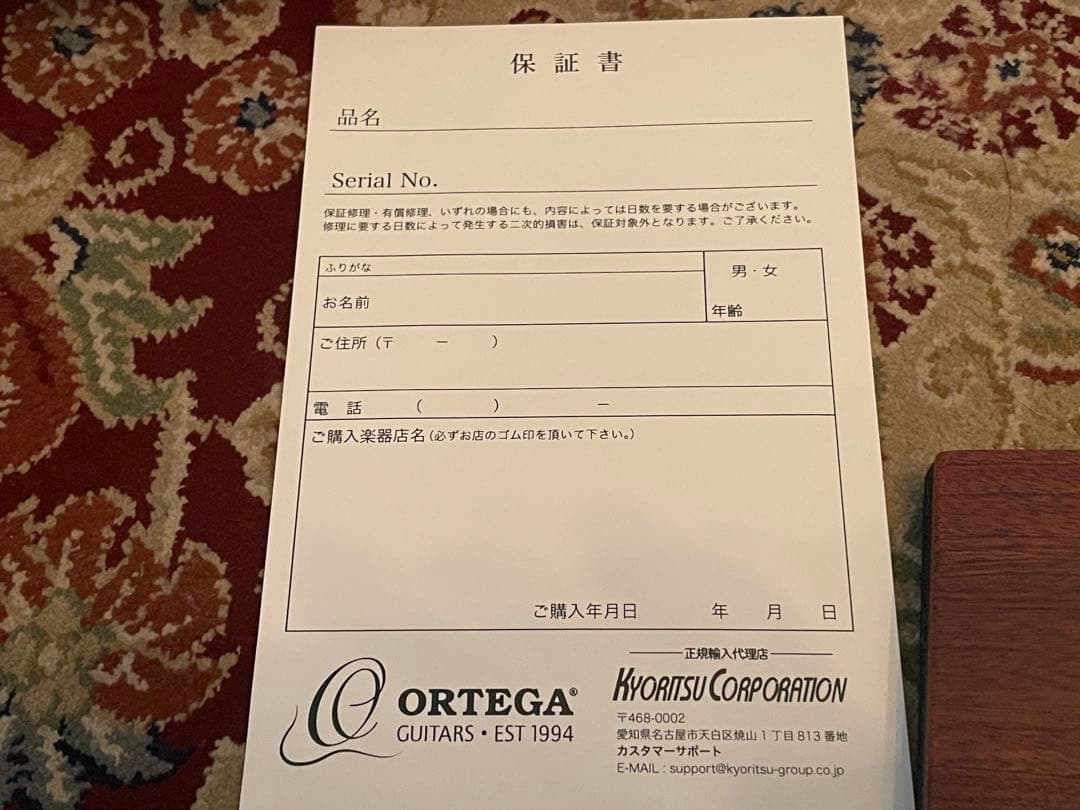 保証書
品名
Serial No.
保証修理・有償修理、いずれの場合にも、内容によっては日数を要する場合がございます。
修理に要する日数によって発生する二次的損害は、保証対象外となります。ご了承ください。
ふりがな
男・女
お名前
年齢
ご住所（〒　－　）
電　話　（　　）　－
ご購入楽器店名（必ずお店のゴム印を頂いて下さい。）
ご購入年月日　年　月　日
正規輸入代理店
ORTEGA®
GUITARS・EST 1994
KYORITSU CORPORATION
〒468-0002
愛知県名古屋市天白区焼山1丁目813番地
カスタマーサポート
E-MAIL : support@kyoritsu-group.co.jp